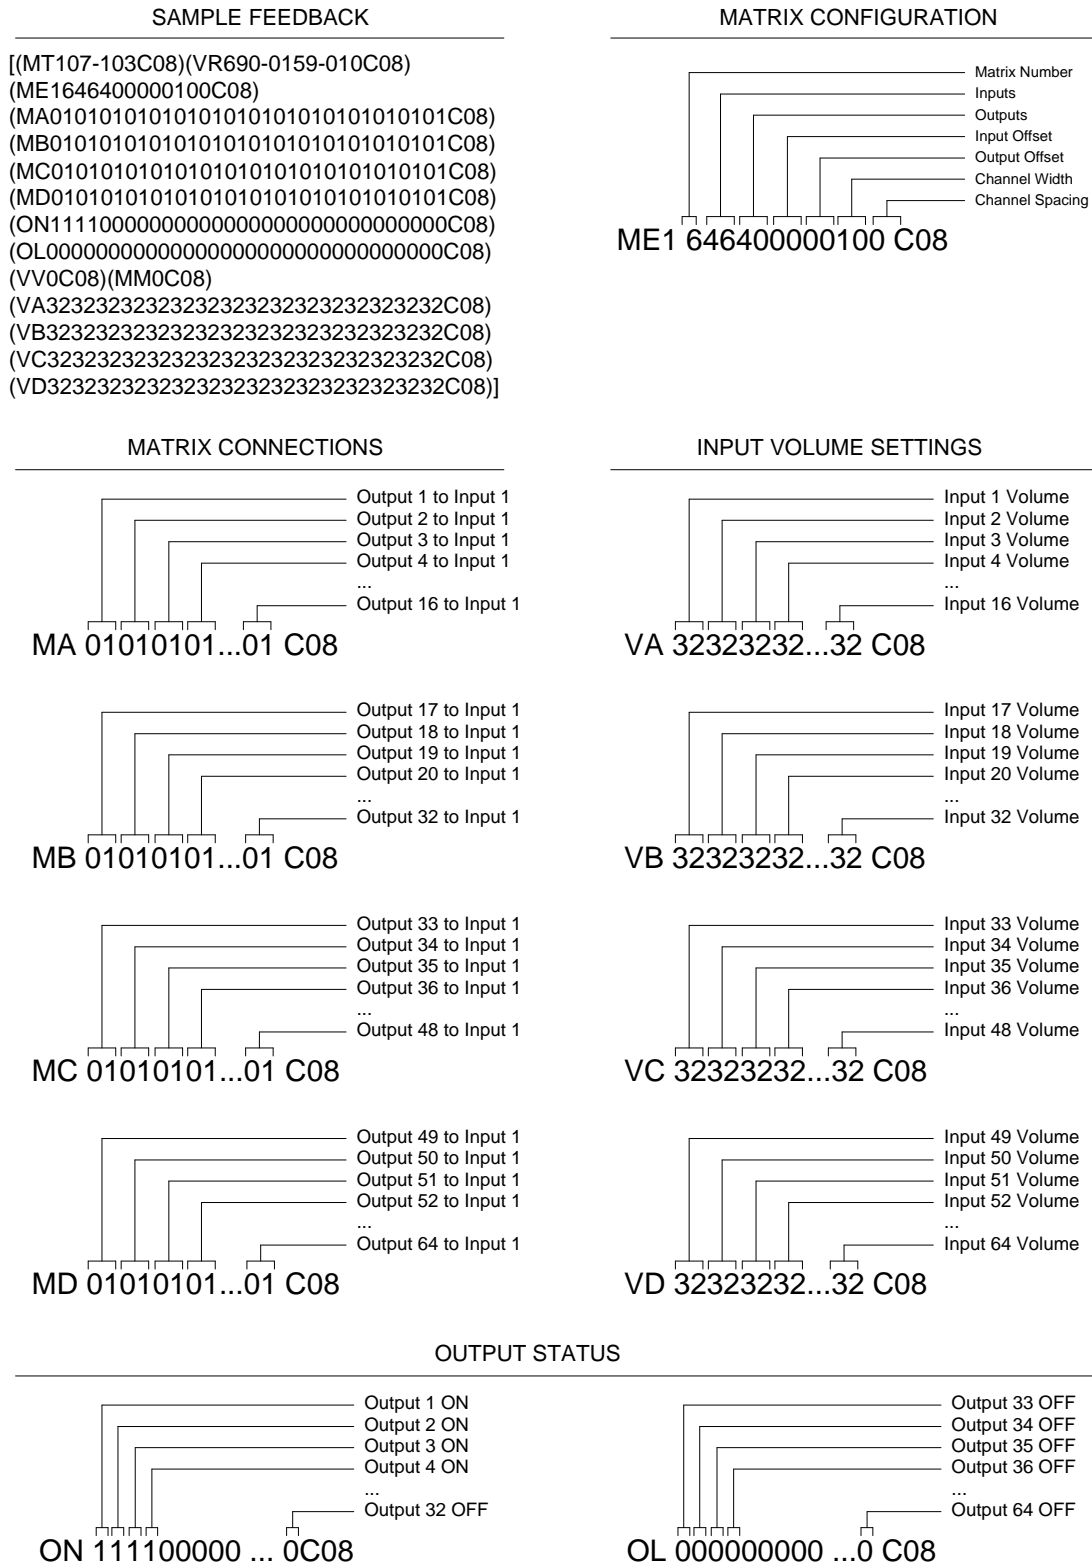 SAMPLE FEEDBACK
[(MT107-103C08)(VR690-0159-010C08)
(ME1646400000100C08)
(MA01010101010101010101010101010101C08)
(MB01010101010101010101010101010101C08)
(MC01010101010101010101010101010101C08)
(MD01010101010101010101010101010101C08)
(ON11110000000000000000000000000000C08)
(OL00000000000000000000000000000000C08)
(VV0C08)(MM0C08)
(VA32323232323232323232323232323232C08)
(VB32323232323232323232323232323232C08)
(VC32323232323232323232323232323232C08)
(VD32323232323232323232323232323232C08)]
MATRIX CONFIGURATION
Matrix Number
Inputs
Outputs
Input Offset
Output Offset
Channel Width
Channel Spacing
ME1 646400000100 C08
MATRIX CONNECTIONS
Output 1 to Input 1
Output 2 to Input 1
Output 3 to Input 1
Output 4 to Input 1
...
Output 16 to Input 1
MA 01010101...01 C08
Output 17 to Input 1
Output 18 to Input 1
Output 19 to Input 1
Output 20 to Input 1
...
Output 32 to Input 1
MB 01010101...01 C08
Output 33 to Input 1
Output 34 to Input 1
Output 35 to Input 1
Output 36 to Input 1
...
Output 48 to Input 1
MC 01010101...01 C08
Output 49 to Input 1
Output 50 to Input 1
Output 51 to Input 1
Output 52 to Input 1
...
Output 64 to Input 1
MD 01010101...01 C08
INPUT VOLUME SETTINGS
Input 1 Volume
Input 2 Volume
Input 3 Volume
Input 4 Volume
...
Input 16 Volume
VA 32323232...32 C08
Input 17 Volume
Input 18 Volume
Input 19 Volume
Input 20 Volume
...
Input 32 Volume
VB 32323232...32 C08
Input 33 Volume
Input 34 Volume
Input 35 Volume
Input 36 Volume
...
Input 48 Volume
VC 32323232...32 C08
Input 49 Volume
Input 50 Volume
Input 51 Volume
Input 52 Volume
...
Input 64 Volume
VD 32323232...32 C08
OUTPUT STATUS
Output 1 ON
Output 2 ON
Output 3 ON
Output 4 ON
...
Output 32 OFF
ON 111100000 ... 0C08
Output 33 OFF
Output 34 OFF
Output 35 OFF
Output 36 OFF
...
Output 64 OFF
OL 000000000 ...0 C08